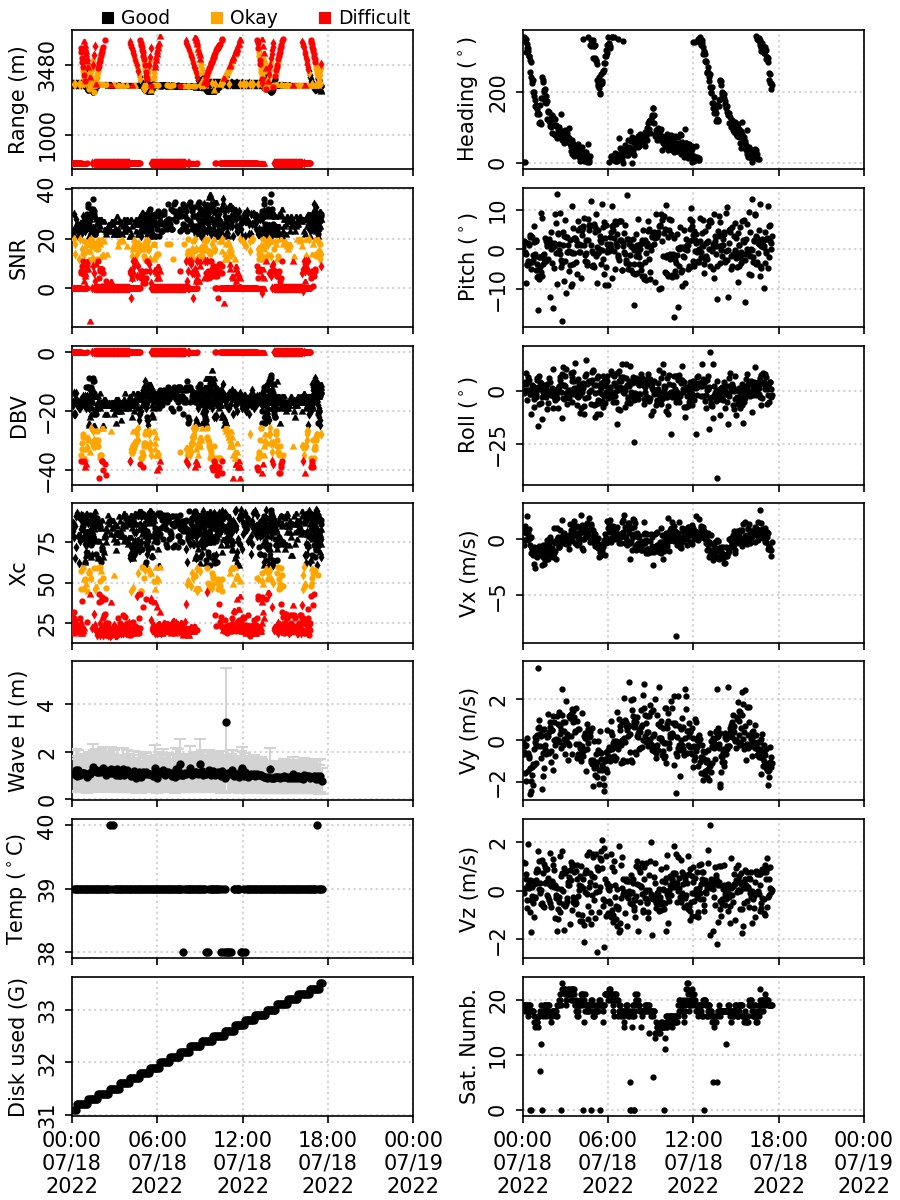 Good Okay Difficult
Range (m)
3480
1000
Heading (°)
200
0
SNR
40
20
0
Pitch (°)
10
0
−10
DBV
0
−20
−40
Roll (°)
0
−25
Xc
75
50
25
Vx (m/s)
0
−5
Wave H (m)
4
2
0
Vy (m/s)
2
0
−2
Temp (°C)
40
39
38
Vz (m/s)
2
0
−2
Disk used (G)
33
32
31
Sat. Numb.
20
10
0
00:00 06:00 12:00 18:00 00:00
07/18 07/18 07/18 07/18 07/19
2022 2022 2022 2022 2022
00:00 06:00 12:00 18:00 00:00
07/18 07/18 07/18 07/18 07/19
2022 2022 2022 2022 2022